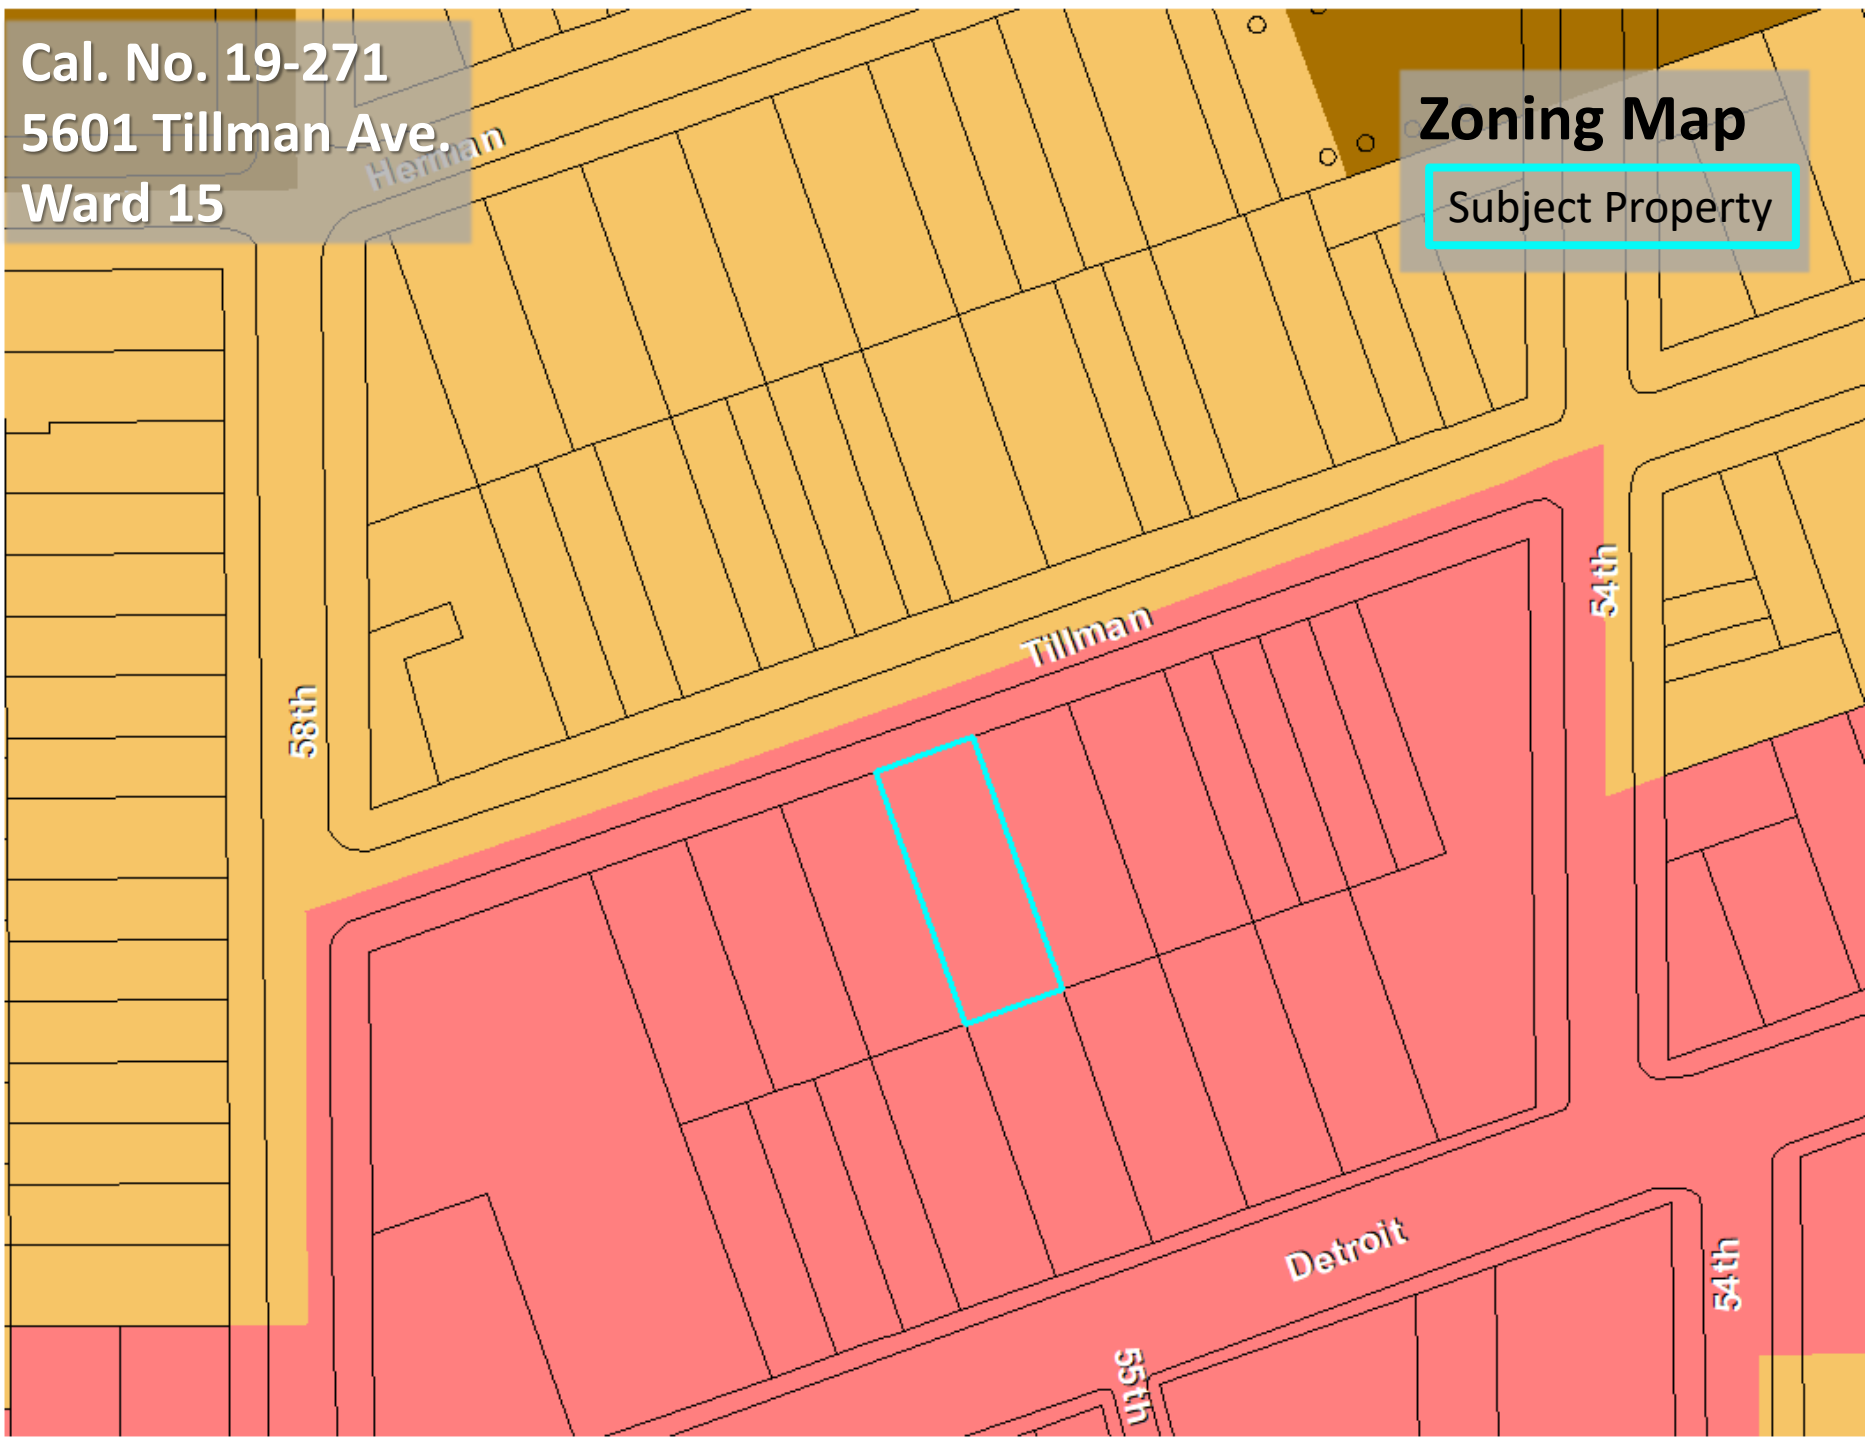 Cal. No. 19-271
5601 Tillman Ave.
Ward 15
Zoning Map
Subject Property
Herman
54th
Tillman
58th
Detroit
54th
55th